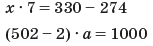 x · 7 = 330 − 274
(502 − 2) · a = 1000